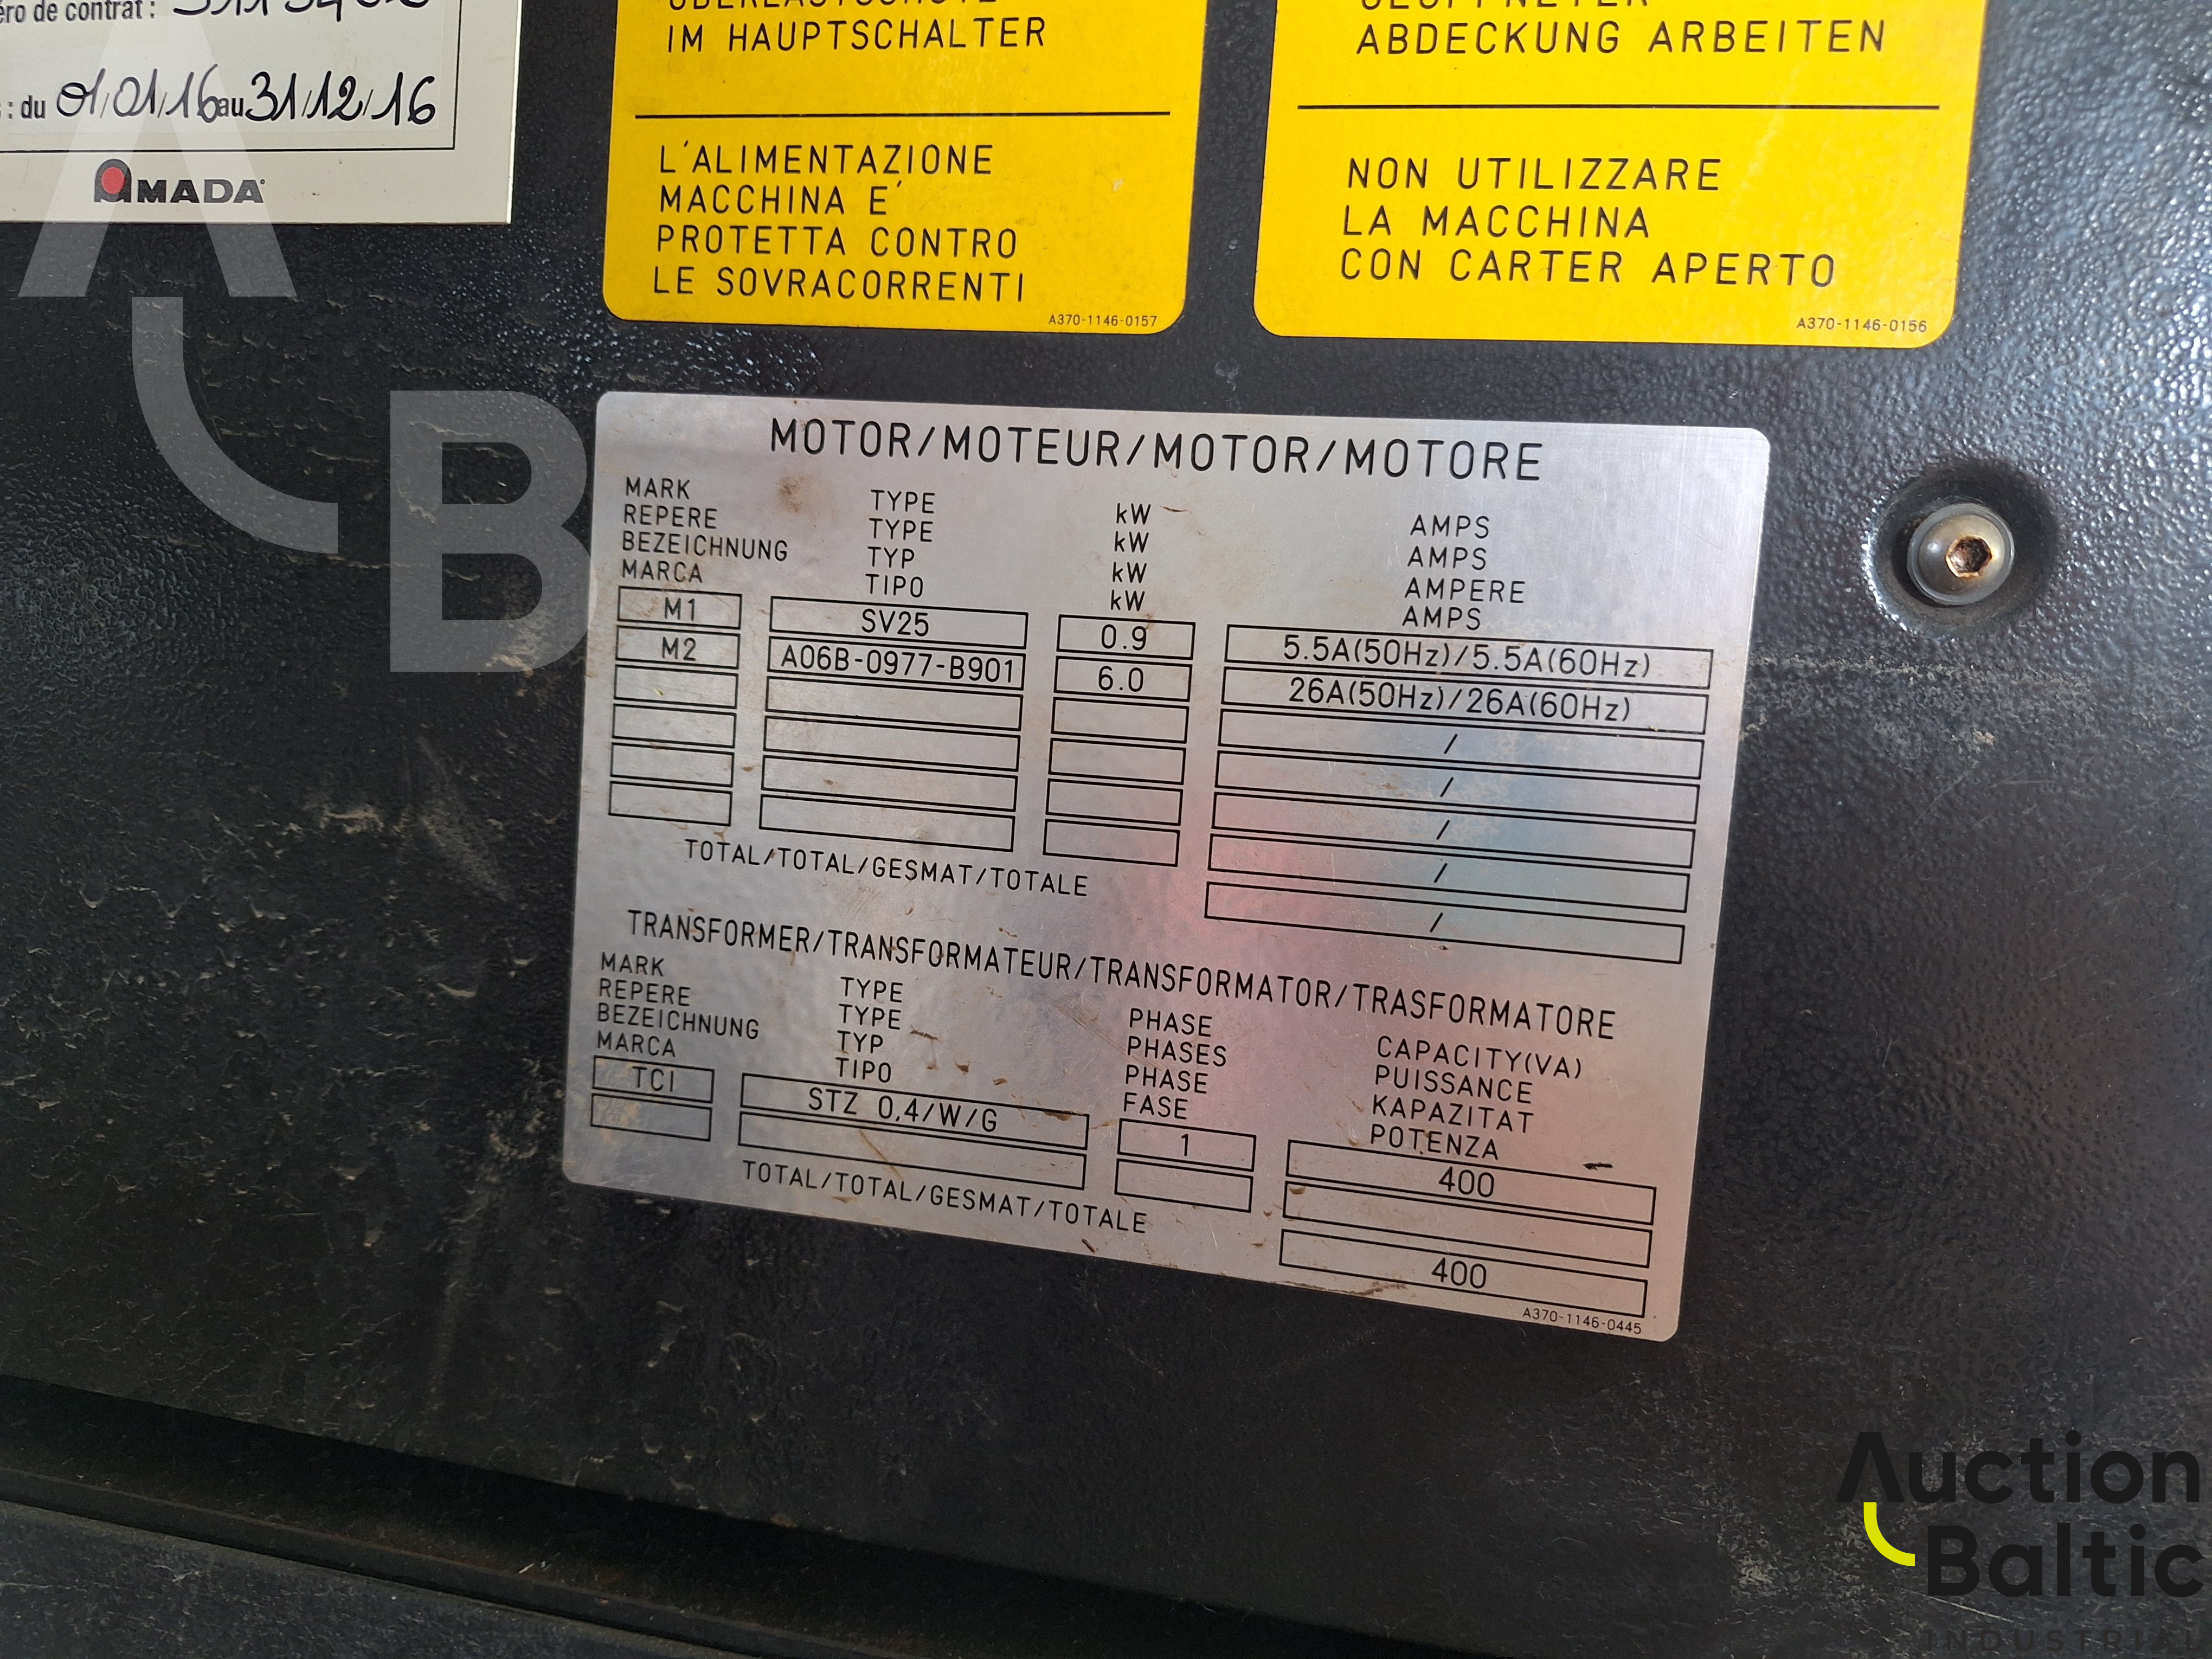 éro de contrat :
: du 01/01/16 au 31/12/16
AMADA
IM HAUPTSCHALTER
L'ALIMENTAZIONE
MACCHINA E'
PROTETTA CONTRO
LE SOVRACORRENTI
A370-1146-0157
ABDECKUNG ARBEITEN
NON UTILIZZARE
LA MACCHINA
CON CARTER APERTO
A370-1146-0156
MOTOR/MOTEUR/MOTOR/MOTORE
MARK TYPE kW AMPS
REPERE TYPE kW AMPS
BEZEICHNUNG TYP kW AMPERE
MARCA TIPO kW AMPS
M1 SV25 0.9 5.5A(50Hz)/5.5A(60Hz)
M2 A06B-0977-B901 6.0 26A(50Hz)/26A(60Hz)
/
/
/
/
TOTAL/TOTAL/GESMAT/TOTALE /
TRANSFORMER/TRANSFORMATEUR/TRANSFORMATOR/TRASFORMATORE
MARK TYPE PHASE CAPACITY(VA)
REPERE TYPE PHASES PUISSANCE
BEZEICHNUNG TYP PHASE KAPAZITAT
MARCA TIPO FASE POTENZA
TC1 STZ 0,4/W/G 1 400
TOTAL/TOTAL/GESMAT/TOTALE 400
A370-1146-0445
AB
Auction
Baltic
INDUSTRIAL